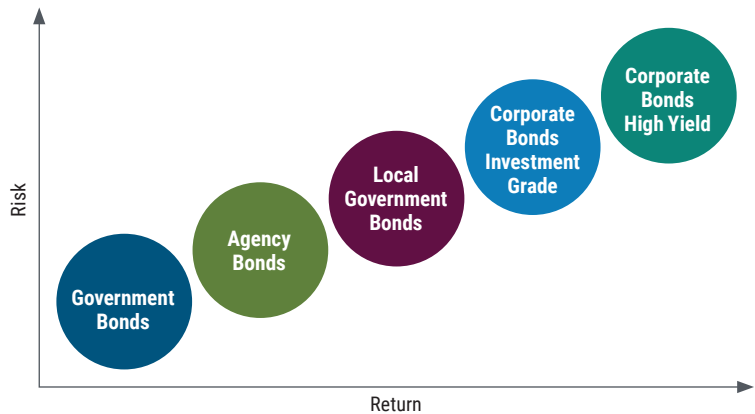 Risk
Government
Bonds
Agency
Bonds
Local
Government
Bonds
Corporate
Bonds
Investment
Grade
Corporate
Bonds
High Yield
Return